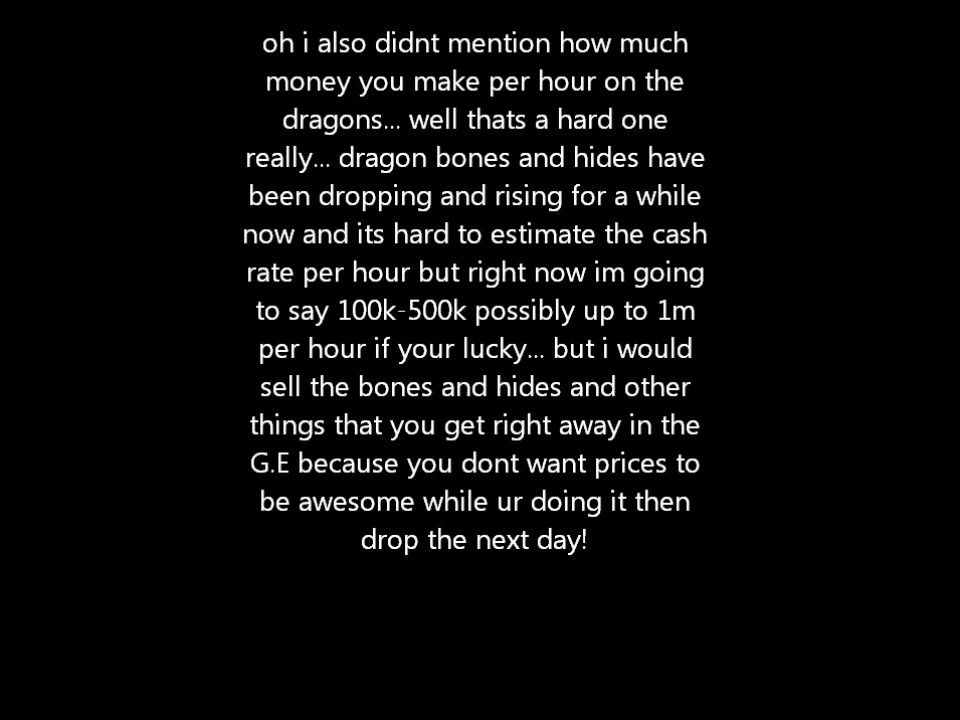 oh i also didnt mention how much
money you make per hour on the
dragons... well thats a hard one
really... dragon bones and hides have
been dropping and rising for a while
now and its hard to estimate the cash
rate per hour but right now im going
to say 100k-500k possibly up to 1m
per hour if your lucky... but i would
sell the bones and hides and other
things that you get right away in the
G.E because you dont want prices to
be awesome while ur doing it then
drop the next day!